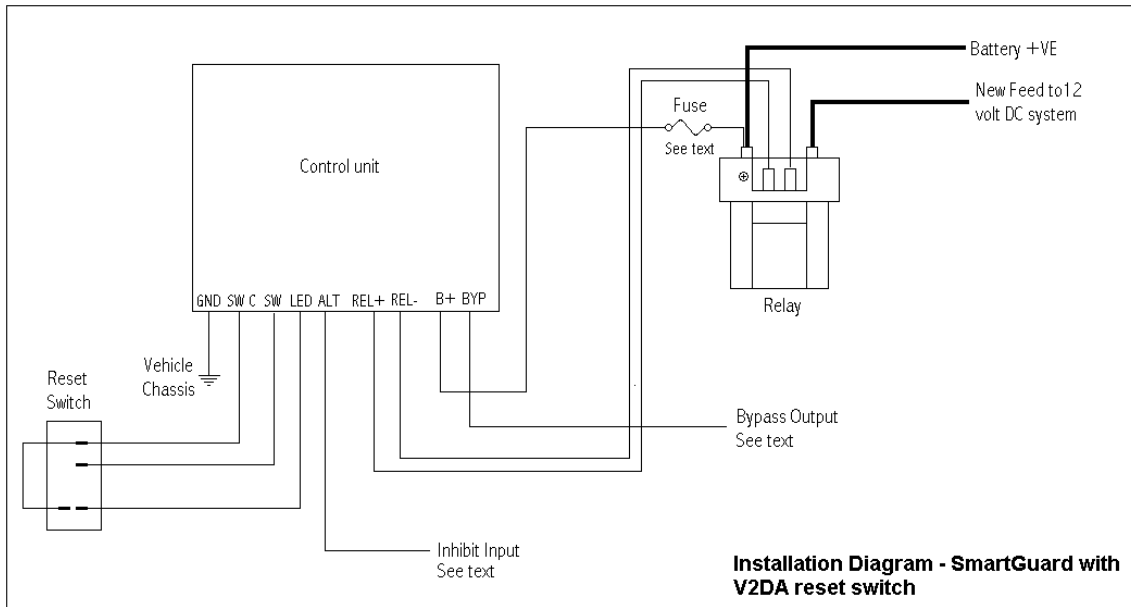 Battery +VE
New Feed to12
volt DC system
Fuse
See text
Control unit
Relay
GND SW C SW LED ALT REL+ REL- B+ BYP
Vehicle
Chassis
Reset
Switch
Bypass Output
See text
Inhibit Input
See text
Installation Diagram - SmartGuard with
V2DA reset switch